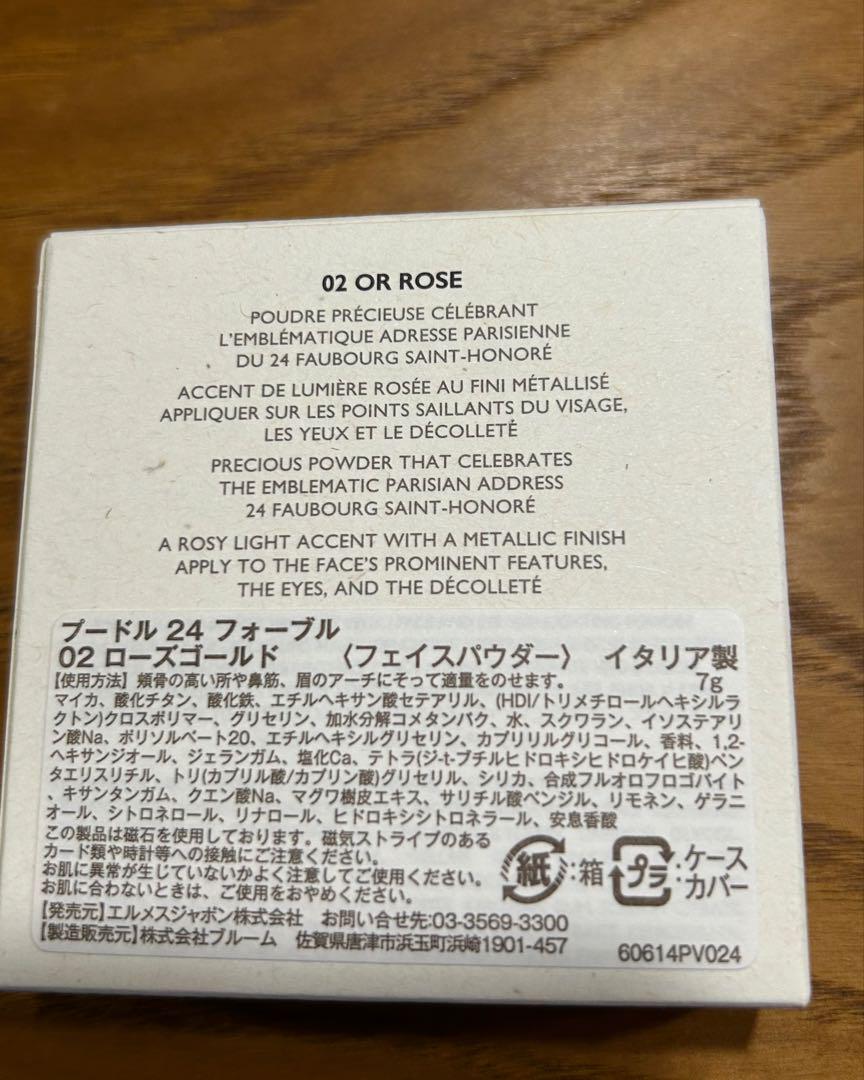 02 OR ROSE
POUDRE PRÉCIEUSE CÉLÉBRANT
L'EMBLÉMATIQUE ADRESSE PARISIENNE
DU 24 FAUBOURG SAINT-HONORÉ
ACCENT DE LUMIÈRE ROSÉE AU FINI MÉTALLISÉ
APPLIQUER SUR LES POINTS SAILLANTS DU VISAGE,
LES YEUX ET LE DÉCOLLETÉ
PRECIOUS POWDER THAT CELEBRATES
THE EMBLEMATIC PARISIAN ADDRESS
24 FAUBOURG SAINT-HONORÉ
A ROSY LIGHT ACCENT WITH A METALLIC FINISH
APPLY TO THE FACE'S PROMINENT FEATURES,
THE EYES, AND THE DÉCOLLETÉ
プードル 24 フォーブル
02 ローズゴールド 〈フェイスパウダー〉 イタリア製
【使用方法】頬骨の高い所や鼻筋、眉のアーチにそって適量をのせます。 7g
マイカ、酸化チタン、酸化鉄、エチルヘキサン酸セテアリル、(HDI/トリメチロールヘキシルラ
クトン)クロスポリマー、グリセリン、加水分解コメタンパク、水、スクワラン、イソステアリ
ン酸Na、ポリソルベート20、エチルヘキシルグリセリン、カプリリルグリコール、香料、1,2-
ヘキサンジオール、ジェランガム、塩化Ca、テトラ(ジ-t-ブチルヒドロキシヒドロケイヒ酸)ペン
タエリスリチル、トリ(カプリル酸/カプリン酸)グリセリル、シリカ、合成フルオロフロゴパイト
、キサンタンガム、クエン酸Na、マグワ樹皮エキス、サリチル酸ベンジル、リモネン、ゲラニ
オール、シトロネロール、リナロール、ヒドロキシシトロネラール、安息香酸
この製品は磁石を使用しております。磁気ストライプのある
カード類や時計等への接触にご注意ください。
お肌に異常が生じていないかよく注意してご使用ください。
お肌に合わないときは、ご使用をおやめください。
紙:箱 プラ:ケース
カバー
【発売元】エルメスジャポン株式会社 お問い合せ先:03-3569-3300
【製造販売元】株式会社ブルーム 佐賀県唐津市浜玉町浜崎1901-457
60614PV024